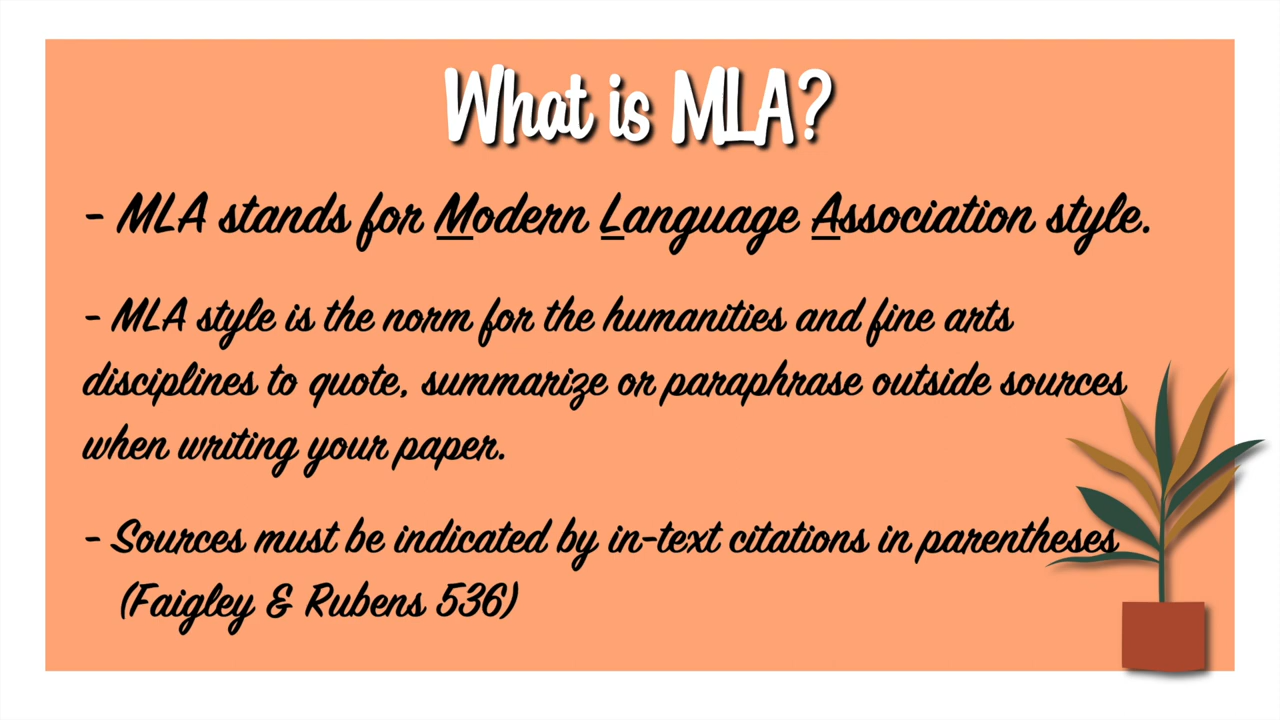 What is MLA?
- MLA stands for Modern Language Association style.
- MLA style is the norm for the humanities and fine arts
disciplines to quote, summarize or paraphrase outside sources
when writing your paper.
- Sources must be indicated by in-text citations in parentheses
(Faigley & Rubens 536)